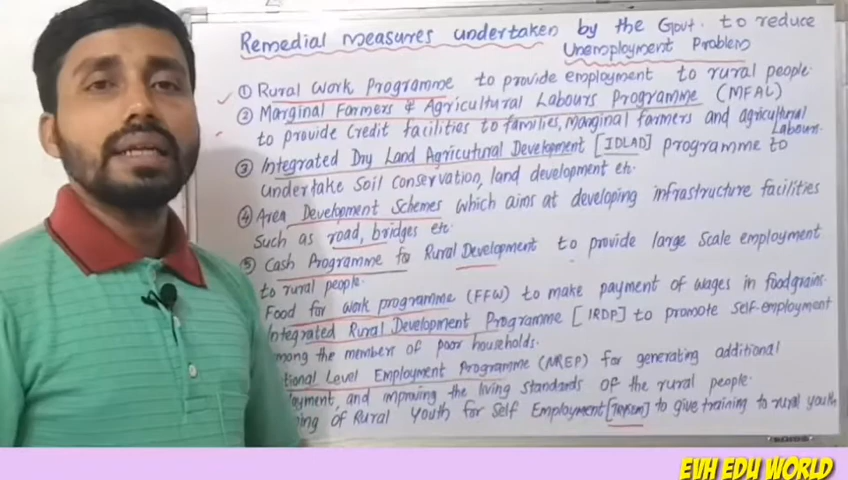 Remedial measures undertaken by the Govt. to reduce
Unemployment Problem
① Rural work Programme to provide employment to rural people.
② Marginal Farmers & Agricultural Labours Programme (MFAL)
to provide Credit facilities to families, marginal farmers and agricultural
Labours.
③ Integrated Dry Land Agricutural Development [IDLAD] programme to
undertake Soil Conservation, land development etc.
④ Area Development Schemes which aims at developing infrastructure facilities
Such as road, bridges etc.
⑤ Cash Programme for Rural Development to provide large Scale employment
to rural people.
Food for work programme (FFW) to make payment of wages in foodgrains.
Integrated Rural Development Programme [IRDP] to promote Self-employment
among the members of poor households.
tional Level Employment Programme (NREP) for generating additional
loyment, and improving the living standards of the rural people.
ning of Rural Youth for Self Employment [TRYSEM] to give training to rural youth
EVH EDU WORLD